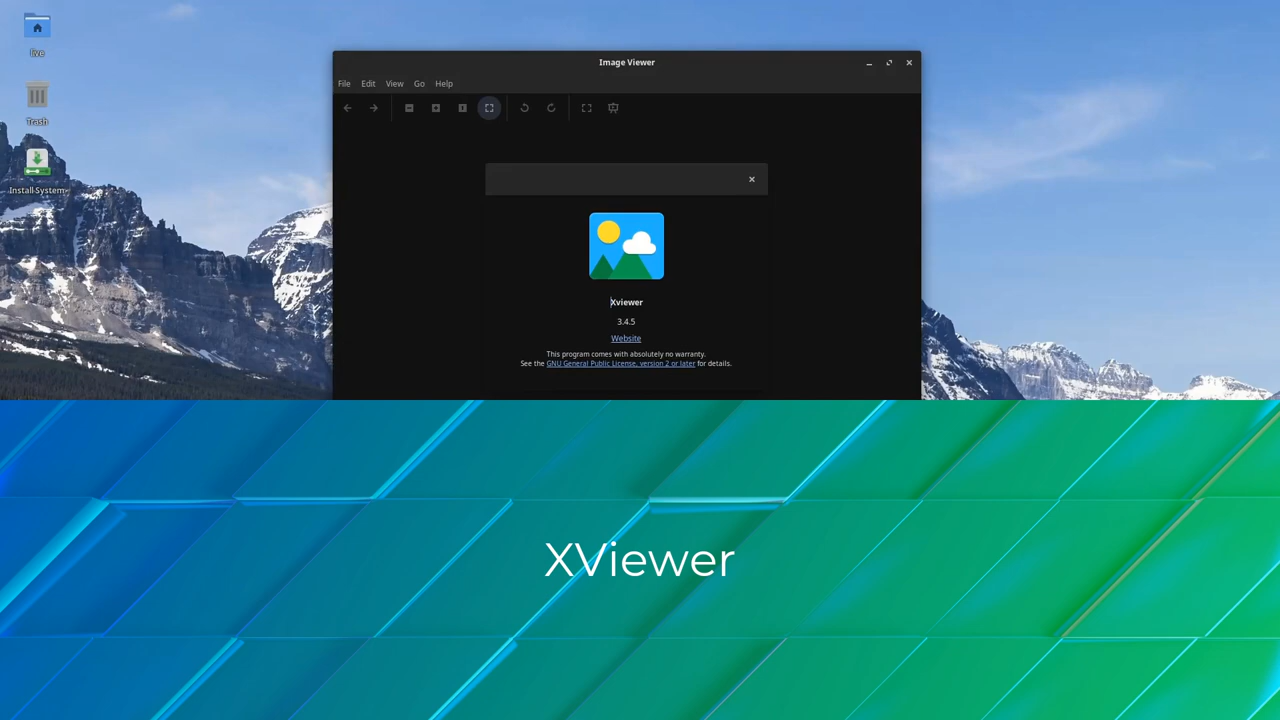 live
Trash
Install System
Image Viewer
File Edit View Go Help
Xviewer
3.4.5
Website
This program comes with absolutely no warranty.
See the GNU General Public License, version 2 or later for details.
XViewer